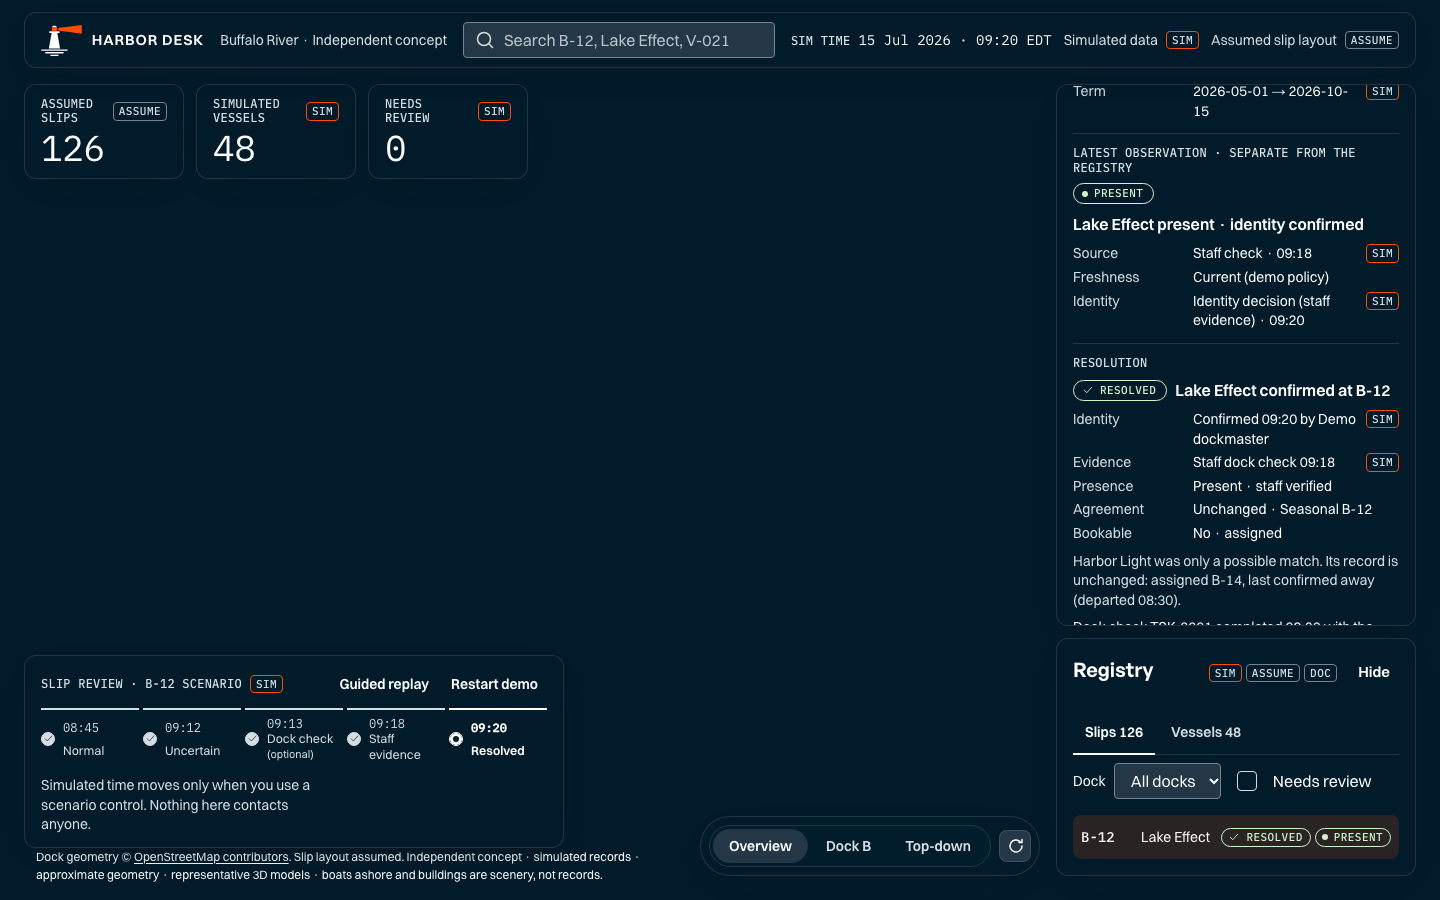 HARBOR DESK
Buffalo River · Independent concept
Search B-12, Lake Effect, V-021
SIM TIME 15 Jul 2026 · 09:20 EDT
Simulated data SIM
Assumed slip layout ASSUME
ASSUMED SLIPS
ASSUME
126
SIMULATED VESSELS
SIM
48
NEEDS REVIEW
SIM
0
Term
2026-05-01 → 2026-10-
15
SIM
LATEST OBSERVATION · SEPARATE FROM THE
REGISTRY
PRESENT
Lake Effect present · identity confirmed
Source Staff check · 09:18 SIM
Freshness Current (demo policy)
Identity Identity decision (staff SIM
evidence) · 09:20
RESOLUTION
RESOLVED Lake Effect confirmed at B-12
Identity Confirmed 09:20 by Demo SIM
dockmaster
Evidence Staff dock check 09:18 SIM
Presence Present · staff verified
Agreement Unchanged · Seasonal B-12
Bookable No · assigned
Harbor Light was only a possible match. Its record is
unchanged: assigned B-14, last confirmed away
(departed 08:30).
SLIP REVIEW · B-12 SCENARIO SIM
Guided replay
Restart demo
08:45
Normal
09:12
Uncertain
09:13
Dock check
(optional)
09:18
Staff
evidence
09:20
Resolved
Simulated time moves only when you use a
scenario control. Nothing here contacts
anyone.
Dock geometry © OpenStreetMap contributors. Slip layout assumed. Independent concept · simulated records ·
approximate geometry · representative 3D models · boats ashore and buildings are scenery, not records.
Overview
Dock B
Top-down
Registry SIM ASSUME DOC Hide
Slips 126 Vessels 48
Dock All docks Needs review
B-12 Lake Effect RESOLVED PRESENT